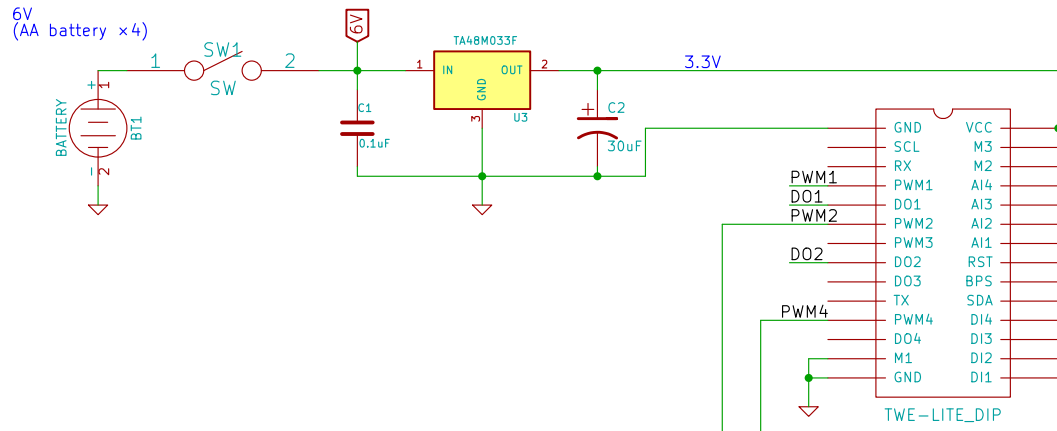 6V
(AA battery ×4)
6V
SW1
1
2
SW
TA48M033F
1
IN
OUT
2
GND
3
U3
3.3V
+
1
BATTERY
BT1
−
2
C1
0.1uF
+
C2
30uF
GND
VCC
SCL
M3
RX
M2
PWM1
PWM1
AI4
DO1
DO1
AI3
PWM2
PWM2
AI2
PWM3
AI1
DO2
DO2
RST
DO3
BPS
TX
SDA
PWM4
PWM4
DI4
DO4
DI3
M1
DI2
GND
DI1
TWE−LITE_DIP